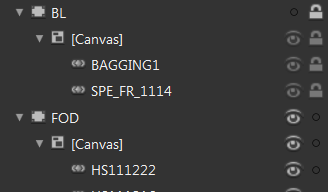 BL
[Canvas]
BAGGING1
SPE_FR_1114
FOD
[Canvas]
HS111222